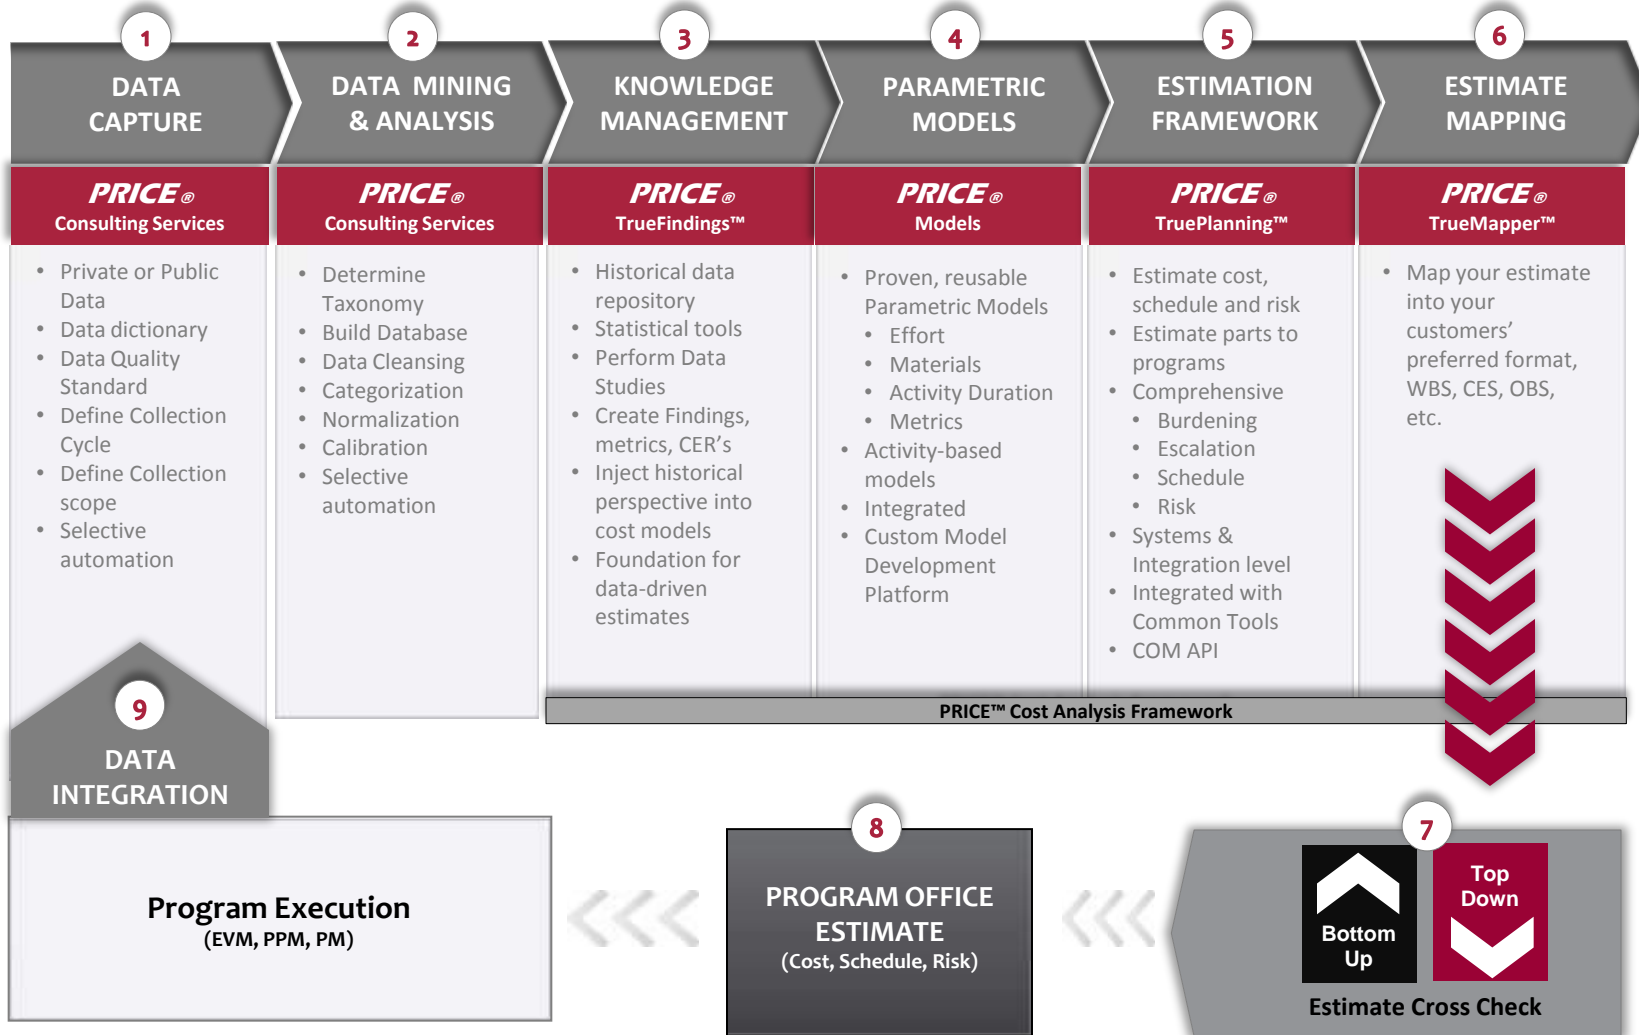 1
DATA
CAPTURE
PRICE®
Consulting Services
• Private or Public
Data
• Data dictionary
• Data Quality
Standard
• Define Collection
Cycle
• Define Collection
scope
• Selective
automation
2
DATA MINING
& ANALYSIS
PRICE®
Consulting Services
• Determine
Taxonomy
• Build Database
• Data Cleansing
• Categorization
• Normalization
• Calibration
• Selective
automation
3
KNOWLEDGE
MANAGEMENT
PRICE®
TrueFindings™
• Historical data
repository
• Statistical tools
• Perform Data
Studies
• Create Findings,
metrics, CER’s
• Inject historical
perspective into
cost models
• Foundation for
data-driven
estimates
4
PARAMETRIC
MODELS
PRICE®
Models
• Proven, reusable
Parametric Models
• Effort
• Materials
• Activity Duration
• Metrics
• Activity-based
models
• Integrated
• Custom Model
Development
Platform
5
ESTIMATION
FRAMEWORK
PRICE®
TruePlanning™
• Estimate cost,
schedule and risk
• Estimate parts to
programs
• Comprehensive
• Burdening
• Escalation
• Schedule
• Risk
• Systems &
Integration level
• Integrated with
Common Tools
• COM API
6
ESTIMATE
MAPPING
PRICE®
TrueMapper™
• Map your estimate
into your
customers’
preferred format,
WBS, CES, OBS,
etc.
PRICE™ Cost Analysis Framework
7
Bottom
Up
Top
Down
Estimate Cross Check
8
PROGRAM OFFICE
ESTIMATE
(Cost, Schedule, Risk)
Program Execution
(EVM, PPM, PM)
9
DATA
INTEGRATION